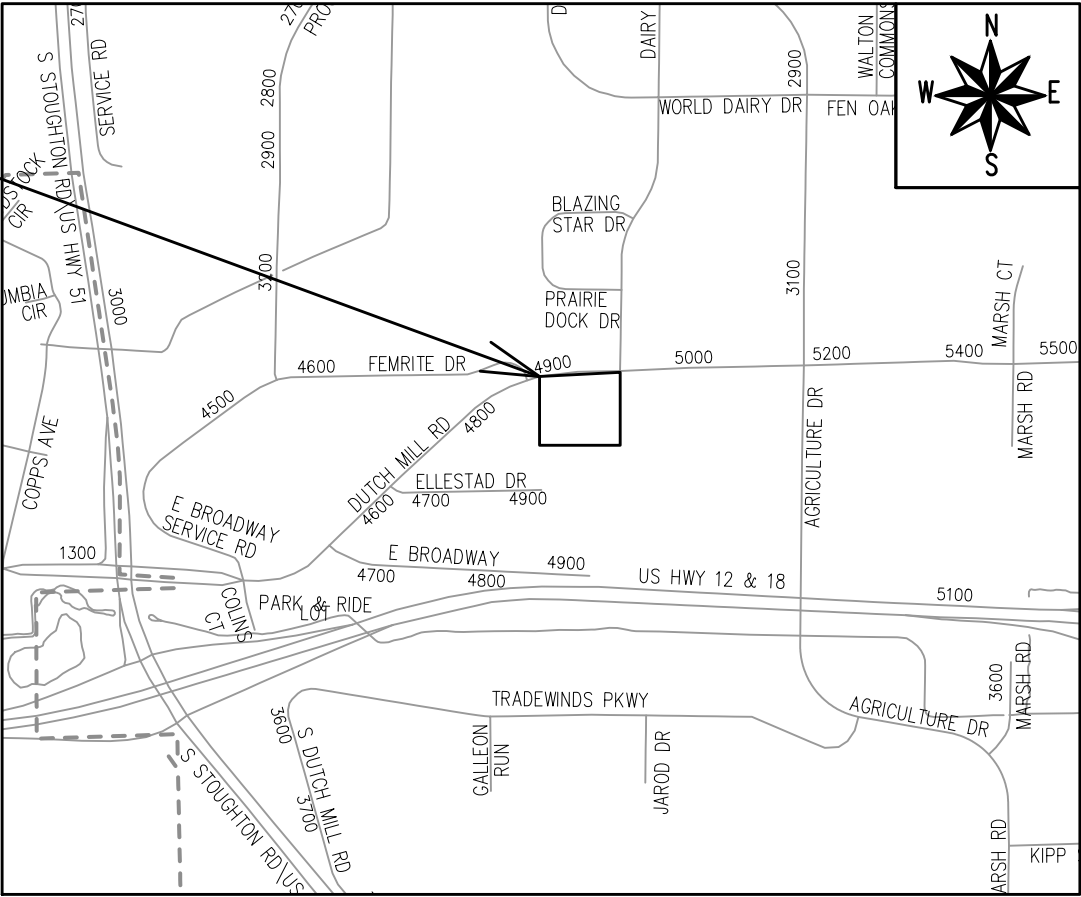 N
W
E
S
S STOUGHTON RD\US HWY 51
SERVICE RD
2800
2900
DAIRY
2900
WALTON
COMMONS
WORLD DAIRY DR
FEN OAK
CIR
3000
CIR
3200
BLAZING
STAR DR
PRAIRIE
DOCK DR
3100
MARSH CT
4600
FEMRITE DR
4900
5000
5200
5400
5500
4500
4800
DUTCH MILL RD
4600
AGRICULTURE DR
MARSH RD
COPPS AVE
ELLESTAD DR
4700
4900
E BROADWAY
SERVICE RD
1300
E BROADWAY
4700
4800
4900
US HWY 12 & 18
5100
COLINS
CT
PARK & RIDE
LOT
3600
MARSH RD
TRADEWINDS PKWY
AGRICULTURE DR
3600
S DUTCH MILL RD
3700
GALLEON
RUN
JAROD DR
S STOUGHTON RD\US
KIPP